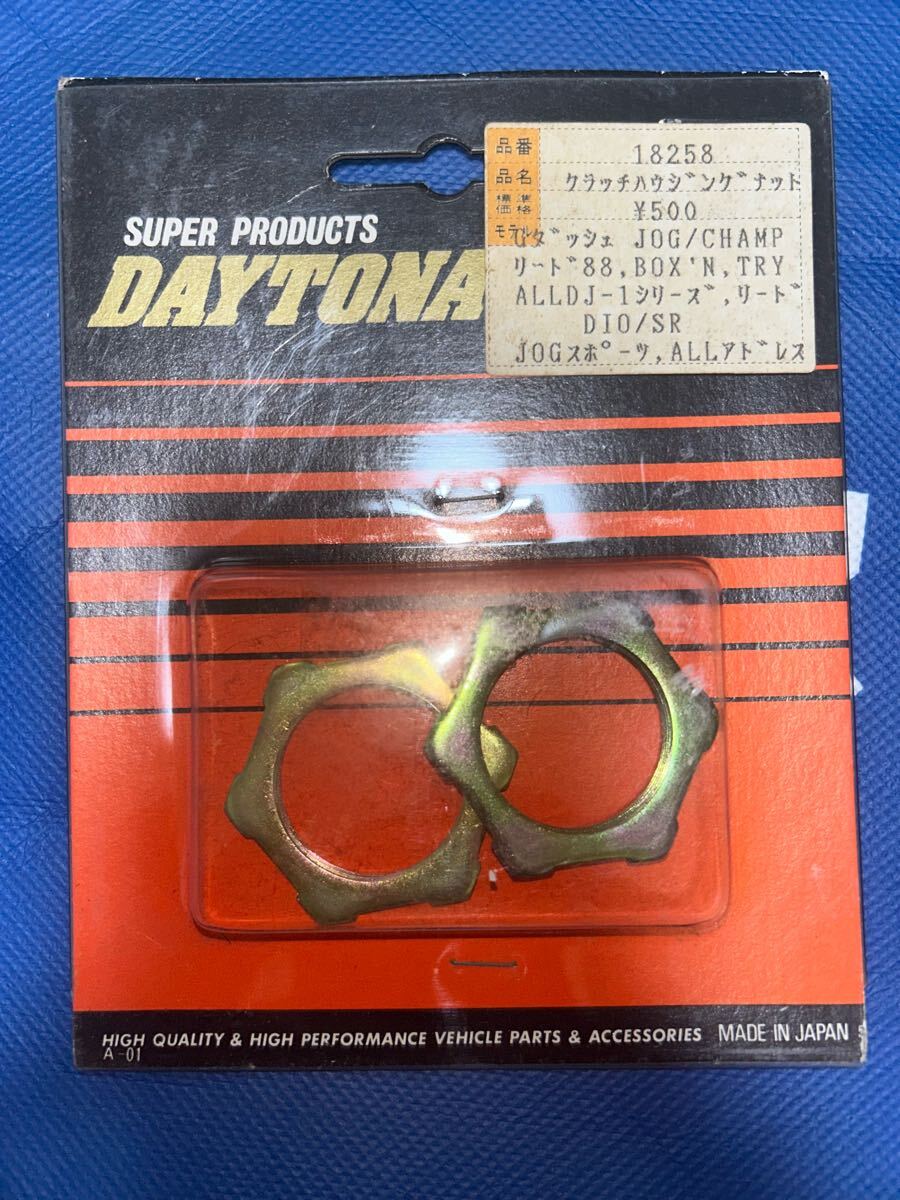 SUPER PRODUCTS
DAYTONA
品番 18258
品名 クラッチハウジングナット
標準価格 ¥500
モデル Gダッシュ JOG/CHAMP
リード88,BOX'N,TRY
ALLDJ-1シリーズ,リード
DIO/SR
JOGスポーツ,ALLアドレス
HIGH QUALITY & HIGH PERFORMANCE VEHICLE PARTS & ACCESSORIES MADE IN JAPAN
A-01